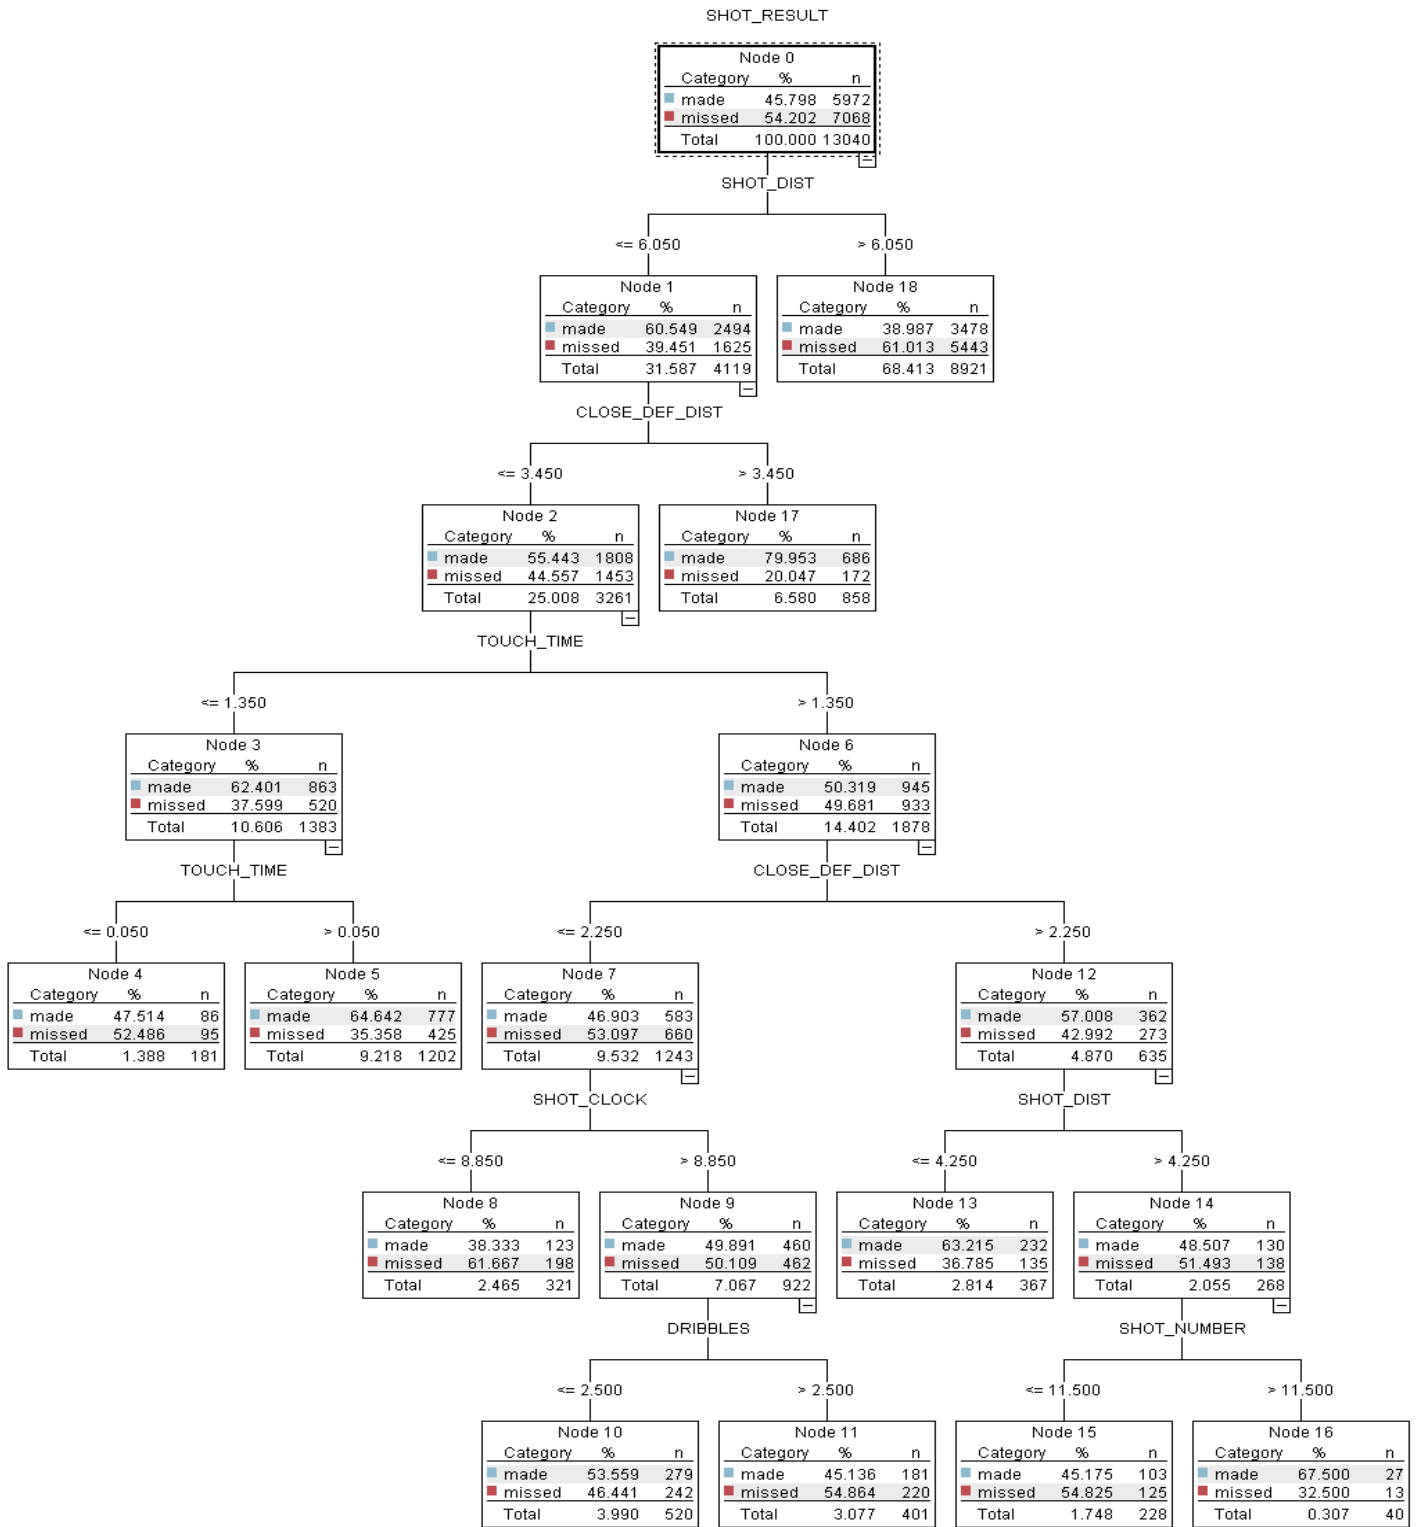 SHOT_RESULT
Node 0
Category % n
made 45.798 5972
missed 54.202 7068
Total 100.000 13040
SHOT_DIST
<= 6.050
> 6.050
Node 1
Category % n
made 60.549 2494
missed 39.451 1625
Total 31.587 4119
Node 18
Category % n
made 38.987 3478
missed 61.013 5443
Total 68.413 8921
CLOSE_DEF_DIST
<= 3.450
> 3.450
Node 2
Category % n
made 55.443 1808
missed 44.557 1453
Total 25.008 3261
Node 17
Category % n
made 79.953 686
missed 20.047 172
Total 6.580 858
TOUCH_TIME
<= 1.350
> 1.350
Node 3
Category % n
made 62.401 863
missed 37.599 520
Total 10.606 1383
Node 6
Category % n
made 50.319 945
missed 49.681 933
Total 14.402 1878
TOUCH_TIME
CLOSE_DEF_DIST
<= 0.050
> 0.050
<= 2.250
> 2.250
Node 4
Category % n
made 47.514 86
missed 52.486 95
Total 1.388 181
Node 5
Category % n
made 64.642 777
missed 35.358 425
Total 9.218 1202
Node 7
Category % n
made 46.903 583
missed 53.097 660
Total 9.532 1243
Node 12
Category % n
made 57.008 362
missed 42.992 273
Total 4.870 635
SHOT_CLOCK
SHOT_DIST
<= 8.850
> 8.850
<= 4.250
> 4.250
Node 8
Category % n
made 38.333 123
missed 61.667 198
Total 2.465 321
Node 9
Category % n
made 49.891 460
missed 50.109 462
Total 7.067 922
Node 13
Category % n
made 63.215 232
missed 36.785 135
Total 2.814 367
Node 14
Category % n
made 48.507 130
missed 51.493 138
Total 2.055 268
DRIBBLES
SHOT_NUMBER
<= 2.500
> 2.500
<= 11.500
> 11.500
Node 10
Category % n
made 53.559 279
missed 46.441 242
Total 3.990 520
Node 11
Category % n
made 45.136 181
missed 54.864 220
Total 3.077 401
Node 15
Category % n
made 45.175 103
missed 54.825 125
Total 1.748 228
Node 16
Category % n
made 67.500 27
missed 32.500 13
Total 0.307 40